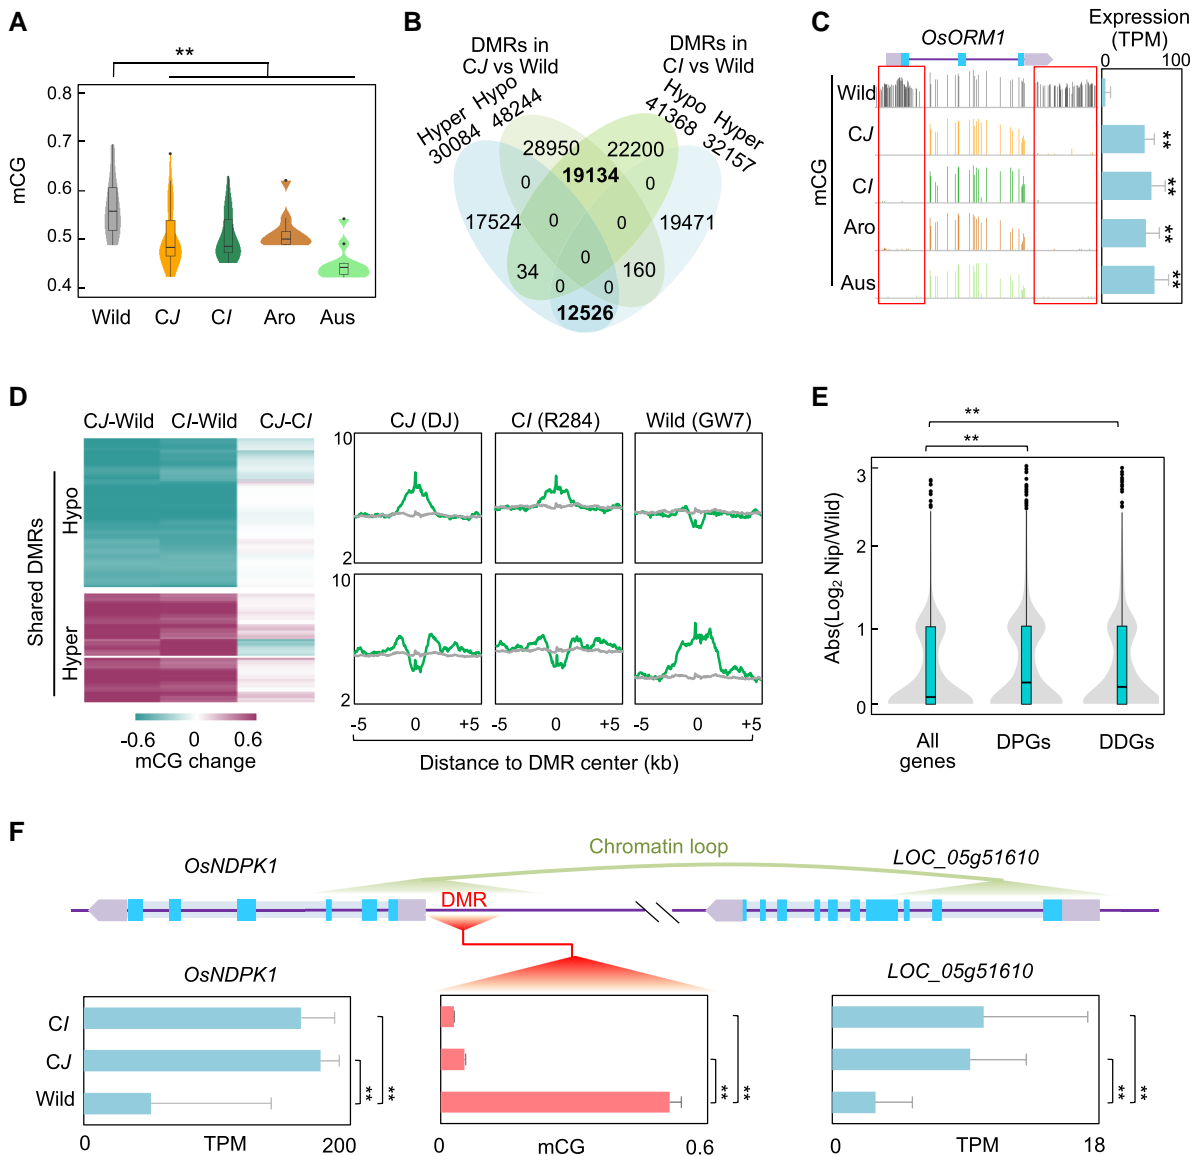 A
**
mCG
0.8
0.7
0.6
0.5
0.4
Wild
CJ
CI
Aro
Aus
B
DMRs in
CJ vs Wild
DMRs in
CI vs Wild
Hyper
30084
Hypo
48244
Hypo
41368
Hyper
32157
28950
22200
0
19134
0
17524
0
0
19471
34
0
160
0
0
12526
C
OsORM1
Expression
(TPM)
0
100
mCG
Wild
CJ
**
CI
**
Aro
**
Aus
**
D
CJ-Wild
CI-Wild
CJ-CI
Shared DMRs
Hypo
Hyper
-0.6
0
0.6
mCG change
CJ (DJ)
CI (R284)
Wild (GW7)
10
2
10
2
-5
0
+5
-5
0
+5
-5
0
+5
Distance to DMR center (kb)
E
**
**
Abs(Log2 Nip/Wild)
3
2
1
0
All
genes
DPGs
DDGs
F
OsNDPK1
Chromatin loop
LOC_05g51610
DMR
OsNDPK1
CI
CJ
Wild
**
**
0
TPM
200
**
**
0
mCG
0.6
LOC_05g51610
**
**
0
TPM
18